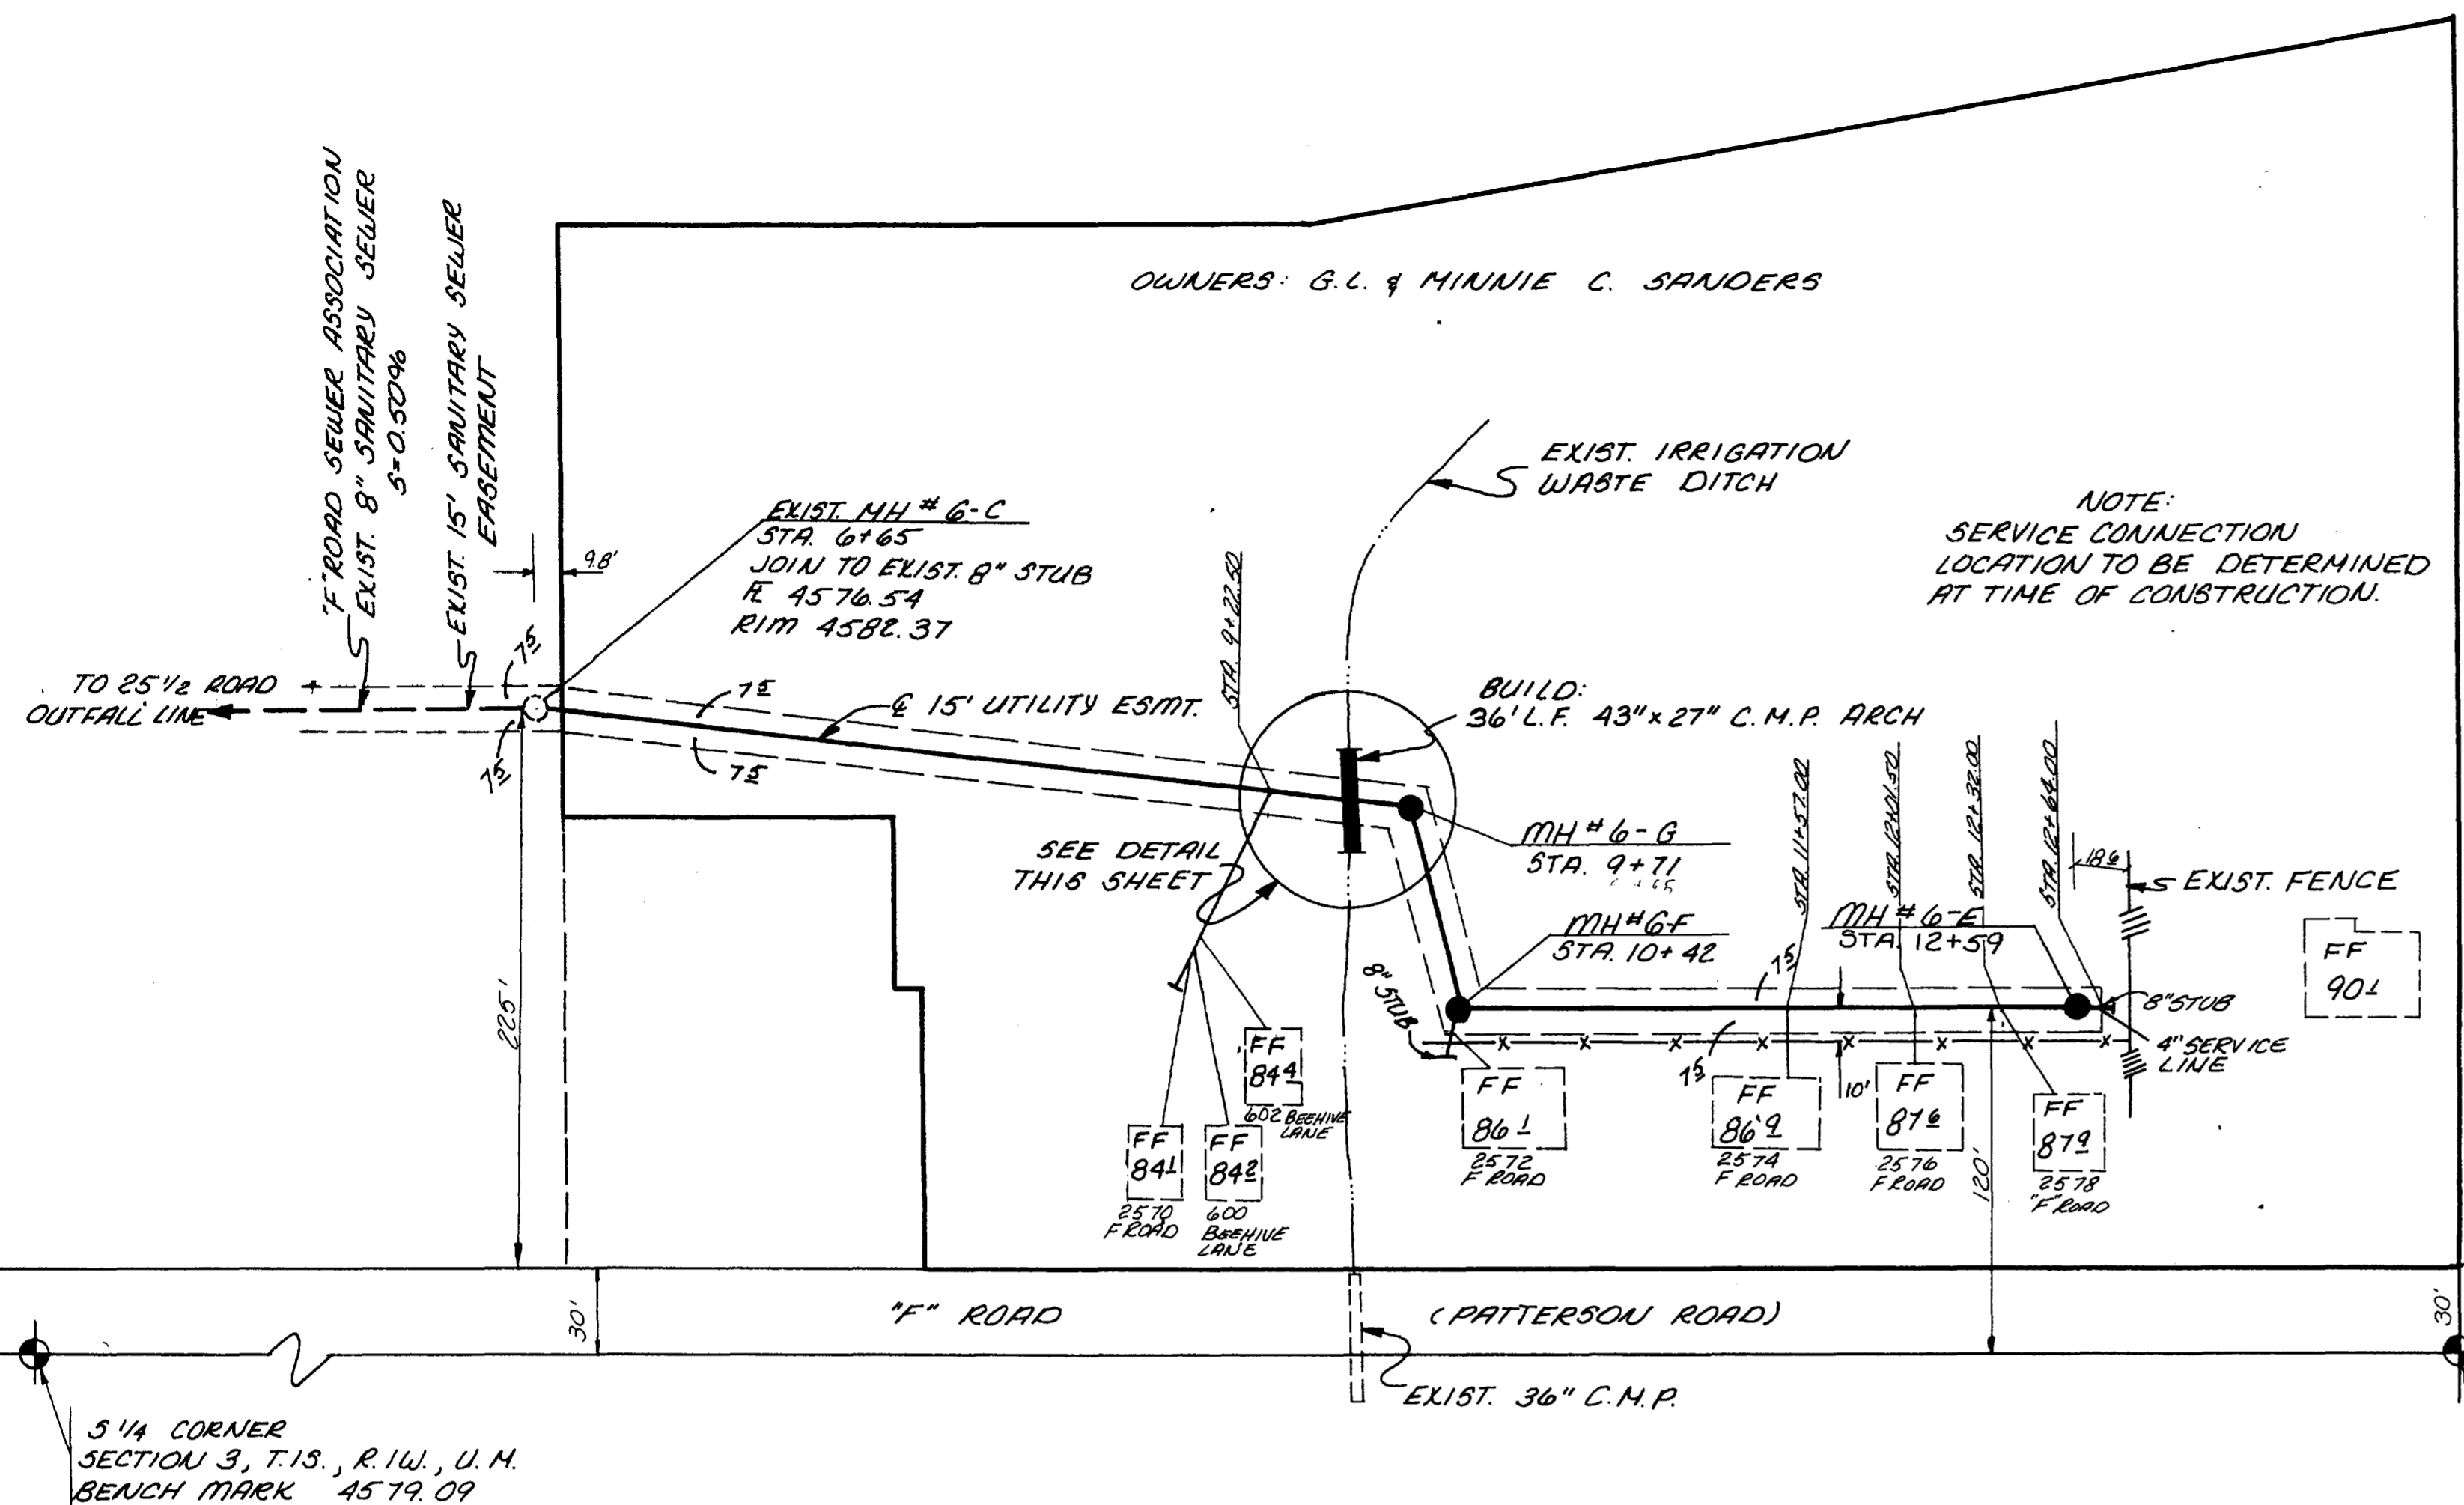 OWNERS: G.L. & MINNIE C. SANDERS
"F" ROAD SEWER ASSOCIATION
EXIST. 8" SANITARY SEWER
S=0.50%
EXIST. 15' SANITARY SEWER
EASEMENT
9.8'
EXIST. MH # 6-C
STA. 6+65
JOIN TO EXIST. 8" STUB
FL 4576.54
RIM 4582.37
EXIST. IRRIGATION
WASTE DITCH
NOTE:
SERVICE CONNECTION
LOCATION TO BE DETERMINED
AT TIME OF CONSTRUCTION.
TO 25 1/2 ROAD
OUTFALL LINE
7.5
7.5
7.5
7.5
℄ 15' UTILITY ESMT.
STA. 9+22.50
BUILD:
36' L.F. 43" x 27" C.M.P. ARCH
SEE DETAIL
THIS SHEET
MH # 6-G
STA. 9+71
MH #6-F
STA. 10+42
STA. 11+57.00
STA. 12+01.50
STA. 12+32.00
STA. 12+64.00
MH # 6-E
STA. 12+59
18.6
EXIST. FENCE
FF
90.1
8" STUB
8" STUB
4" SERVICE
LINE
7.5
7.5
10'
225'
120'
FF
84.4
602 BEEHIVE
LANE
FF
84.1
2570
F ROAD
FF
84.2
600
BEEHIVE
LANE
FF
86.1
2572
F ROAD
FF
86.9
2574
F ROAD
FF
87.6
2576
F ROAD
FF
87.9
2578
"F" ROAD
30'
"F" ROAD
(PATTERSON ROAD)
30'
EXIST. 36" C.M.P.
S 1/4 CORNER
SECTION 3, T.1S., R.1W., U.M.
BENCH MARK 4579.09